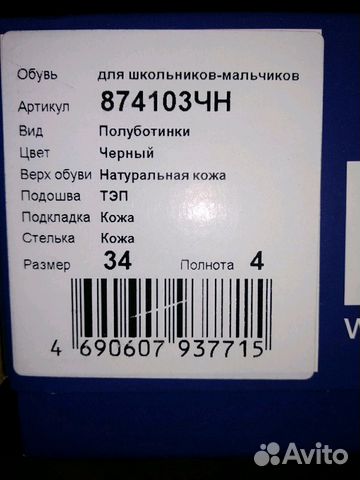 Обувь для школьников-мальчиков
Артикул 874103ЧН
Вид Полуботинки
Цвет Черный
Верх обуви Натуральная кожа
Подошва ТЭП
Подкладка Кожа
Стелька Кожа
Размер 34 Полнота 4
4 690607 937715
W
Avito